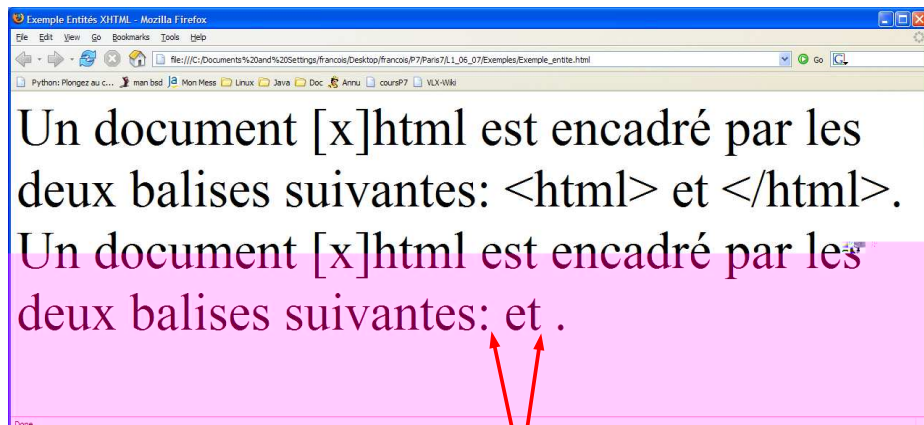 Exemple Entités XHTML - Mozilla Firefox
File Edit View Go Bookmarks Tools Help
file:///C:/Documents%20and%20Settings/francois/Desktop/francois/P7/Paris7/L1_06_07/Exemples/Exemple_entite.html Go
Python: Plongez au c... man bsd Mon Mess Linux Java Doc Annu coursP7 VLX-Wiki
Un document [x]html est encadré par les
deux balises suivantes: <html> et </html>.
Un document [x]html est encadré par les
deux balises suivantes: et .
Done